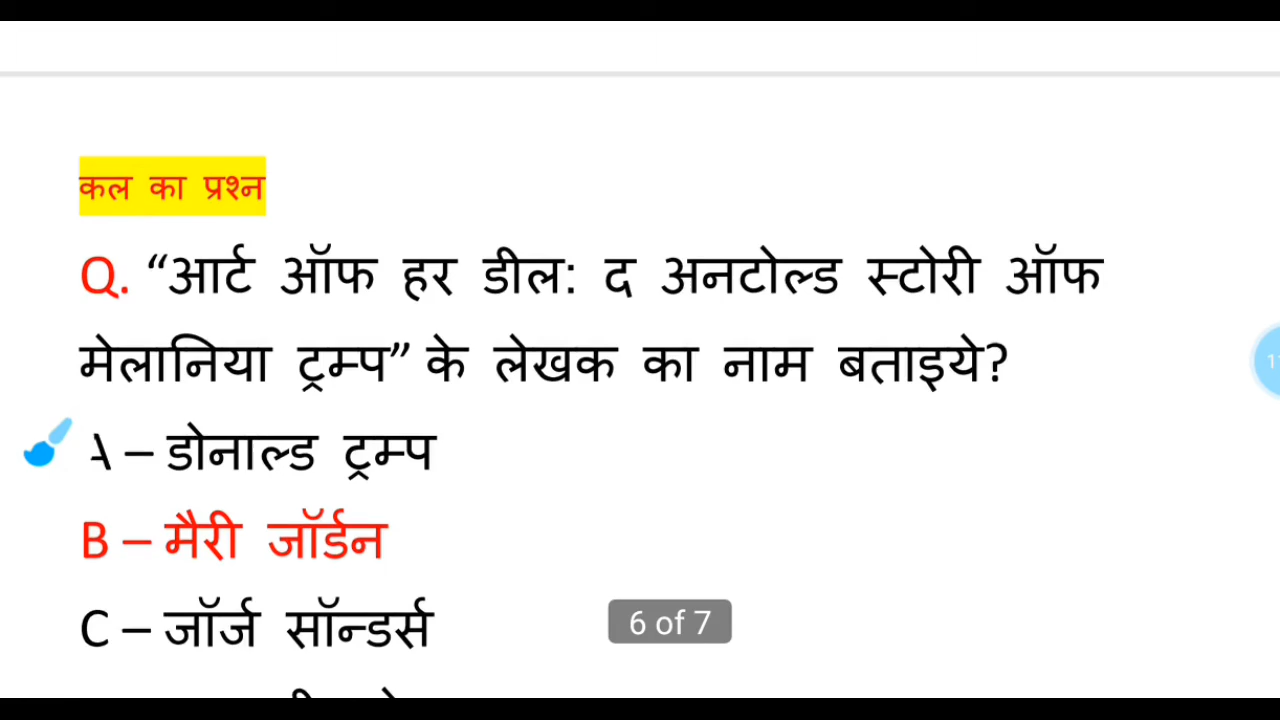 कल का प्रश्न
Q. “आर्ट ऑफ हर डील: द अनटोल्ड स्टोरी ऑफ
मेलानिया ट्रम्प” के लेखक का नाम बताइये?
A – डोनाल्ड ट्रम्प
B – मैरी जॉर्डन
C – जॉर्ज सॉन्डर्स
6 of 7